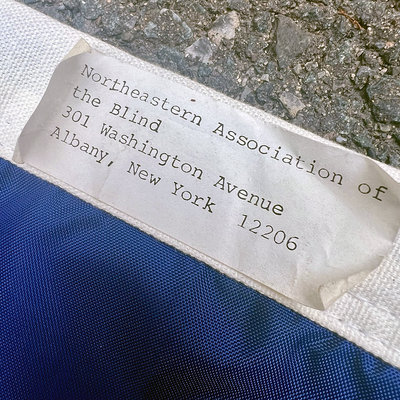 Northeastern Association of
the Blind
301 Washington Avenue
Albany, New York 12206